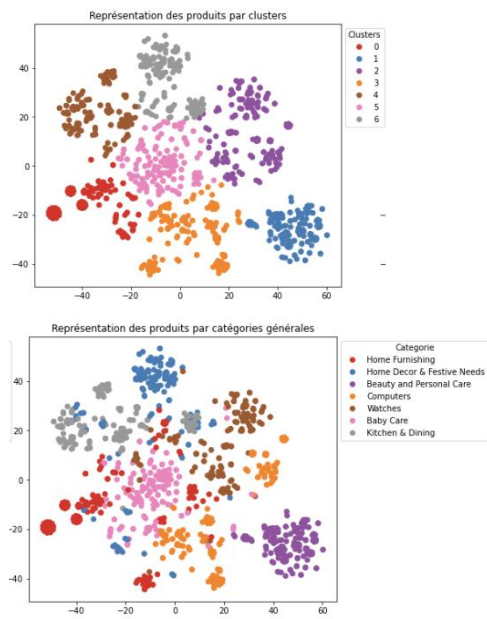 Représentation des produits par clusters
Clusters
0
1
2
3
4
5
6
40
20
0
−20
−40
−40
−20
0
20
40
60
Représentation des produits par catégories générales
Categorie
Home Furnishing
Home Decor & Festive Needs
Beauty and Personal Care
Computers
Watches
Baby Care
Kitchen & Dining
40
20
0
−20
−40
−40
−20
0
20
40
60